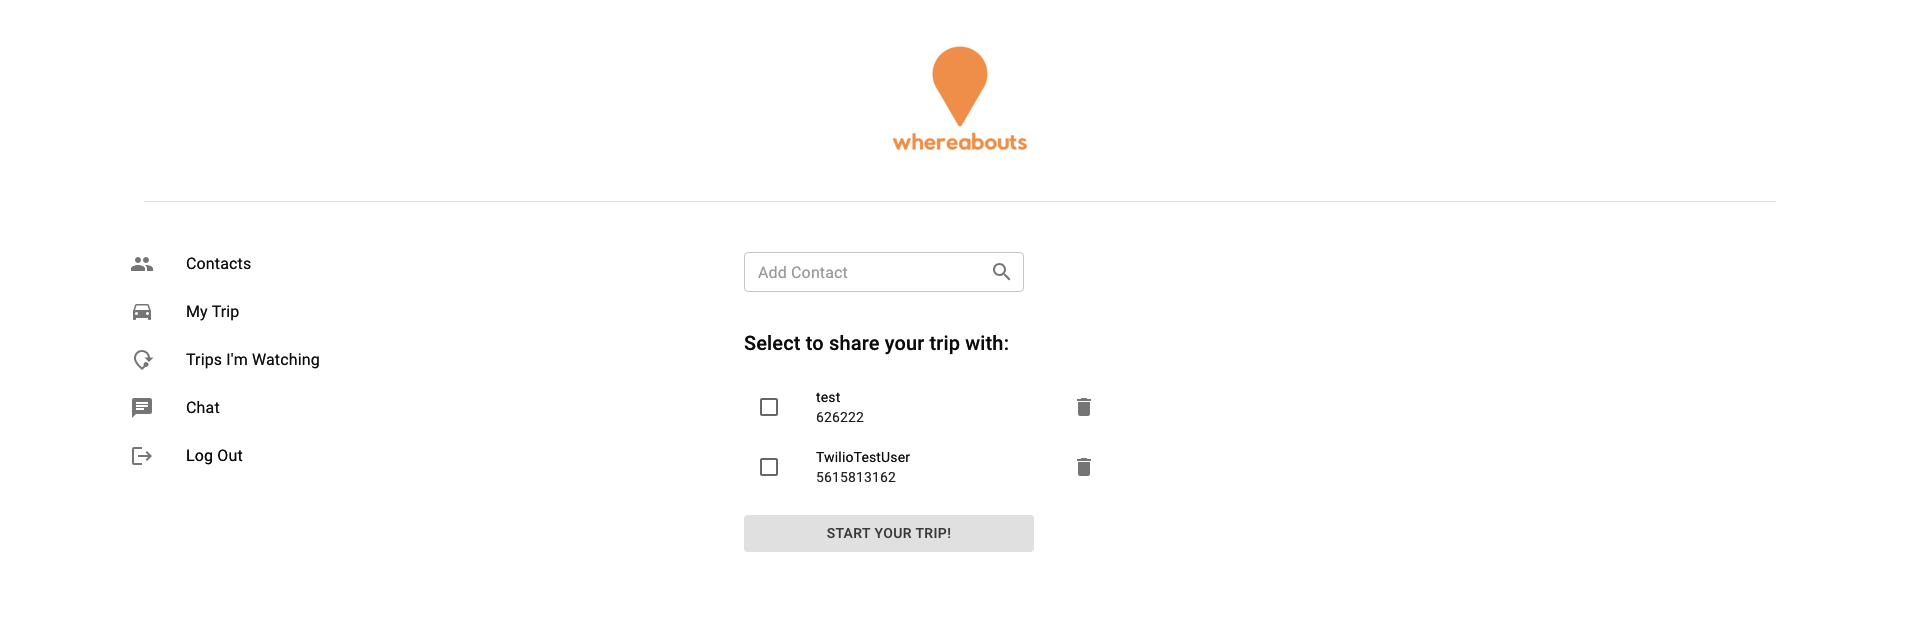 whereabouts
Contacts
My Trip
Trips I'm Watching
Chat
Log Out
Add Contact
Select to share your trip with:
test
626222
TwilioTestUser
5615813162
START YOUR TRIP!